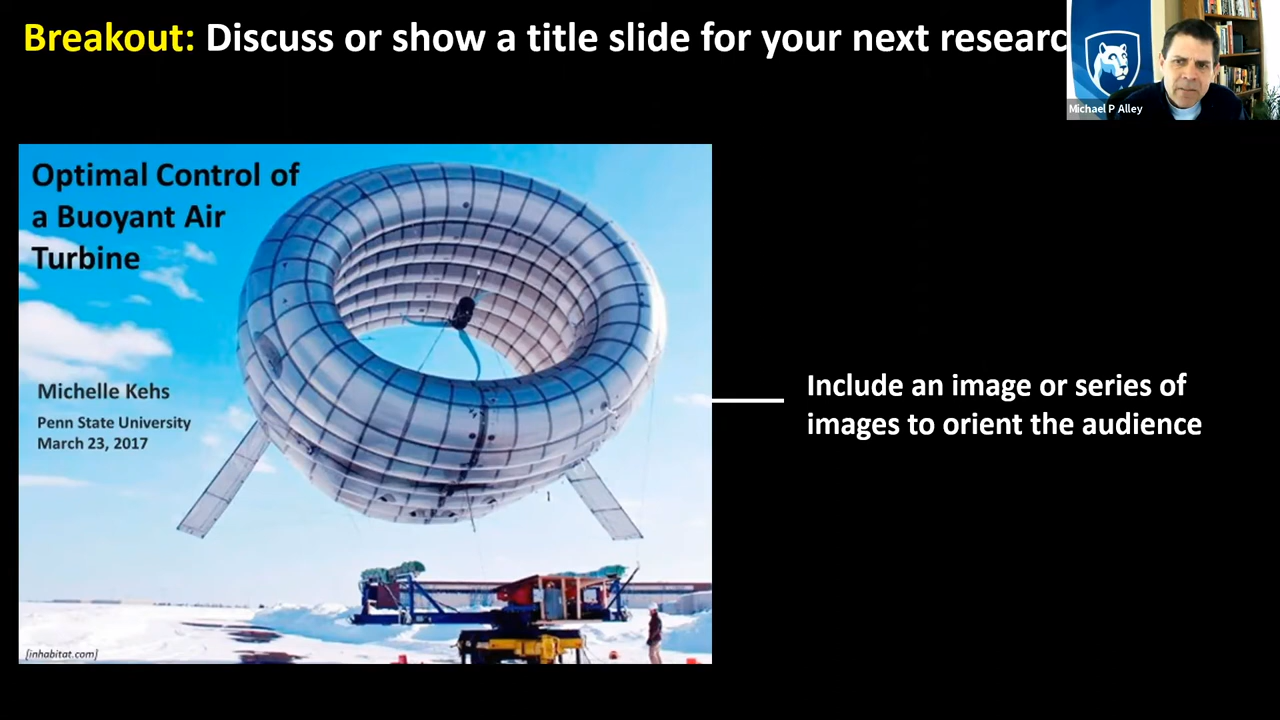 Breakout: Discuss or show a title slide for your next researc
Michael P Alley
Optimal Control of
a Buoyant Air
Turbine
Michelle Kehs
Penn State University
March 23, 2017
[inhabitat.com]
Include an image or series of
images to orient the audience